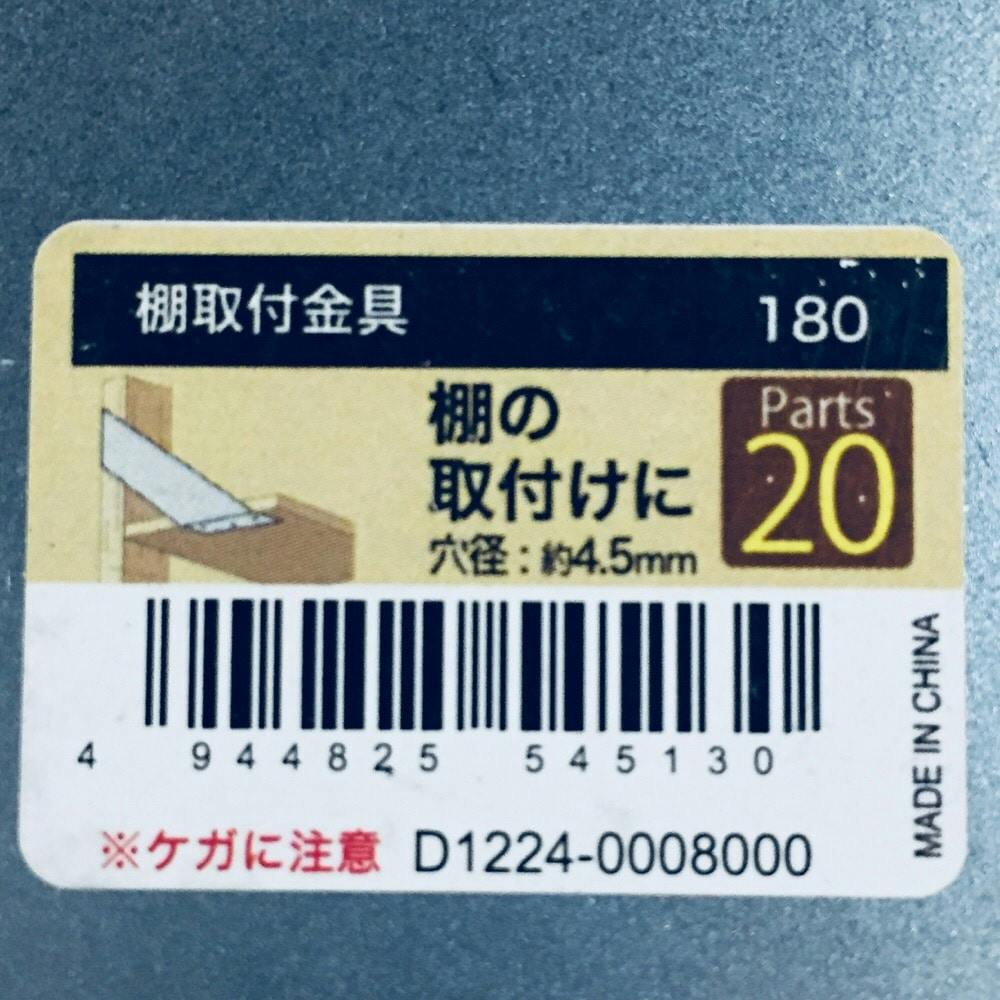 棚取付金具 180
棚の
取付けに
穴径：約4.5mm
Parts
20
4 944825 545130
※ケガに注意 D1224-0008000
MADE IN CHINA